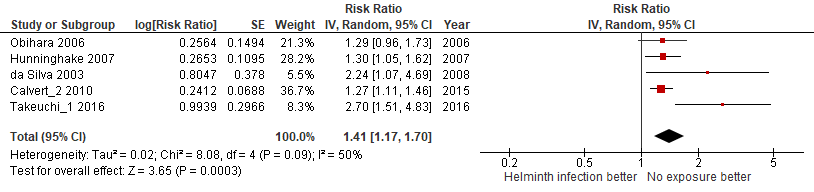 Risk Ratio Risk Ratio
Study or Subgroup log[Risk Ratio] SE Weight IV, Random, 95% CI Year IV, Random, 95% CI
Obihara 2006 0.2564 0.1494 21.3% 1.29 [0.96, 1.73] 2006
Hunninghake 2007 0.2653 0.1095 28.2% 1.30 [1.05, 1.62] 2007
da Silva 2003 0.8047 0.378 5.5% 2.24 [1.07, 4.69] 2008
Calvert_2 2010 0.2412 0.0688 36.7% 1.27 [1.11, 1.46] 2015
Takeuchi_1 2016 0.9939 0.2966 8.3% 2.70 [1.51, 4.83] 2016
Total (95% CI) 100.0% 1.41 [1.17, 1.70]
Heterogeneity: Tau² = 0.02; Chi² = 8.08, df = 4 (P = 0.09); I² = 50%
Test for overall effect: Z = 3.65 (P = 0.0003)
0.2 0.5 1 2 5
Helminth infection better No exposure better